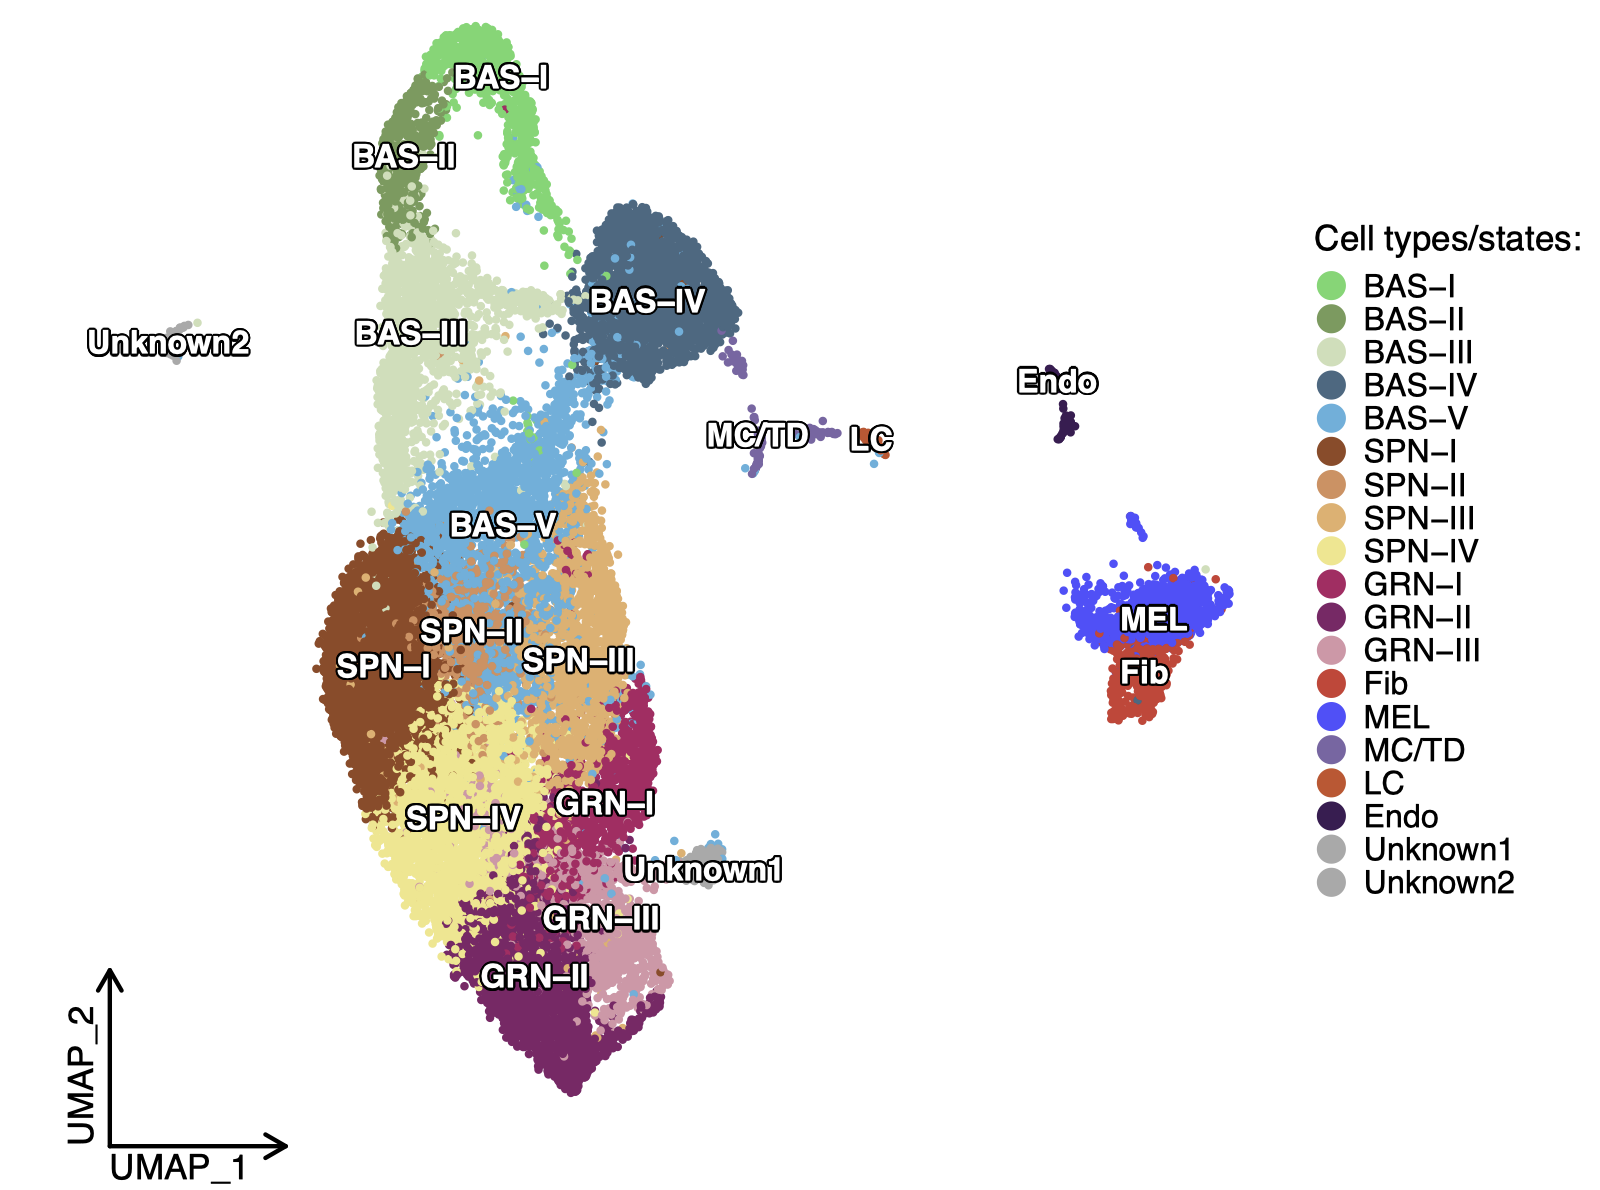 BAS–I
BAS–II
BAS–III
BAS–IV
Unknown2
Endo
MC/TD
LC
BAS–V
SPN–II
SPN–I
SPN–III
MEL
Fib
SPN–IV
GRN–I
Unknown1
GRN–III
GRN–II
UMAP_2
UMAP_1
Cell types/states:
BAS–I
BAS–II
BAS–III
BAS–IV
BAS–V
SPN–I
SPN–II
SPN–III
SPN–IV
GRN–I
GRN–II
GRN–III
Fib
MEL
MC/TD
LC
Endo
Unknown1
Unknown2